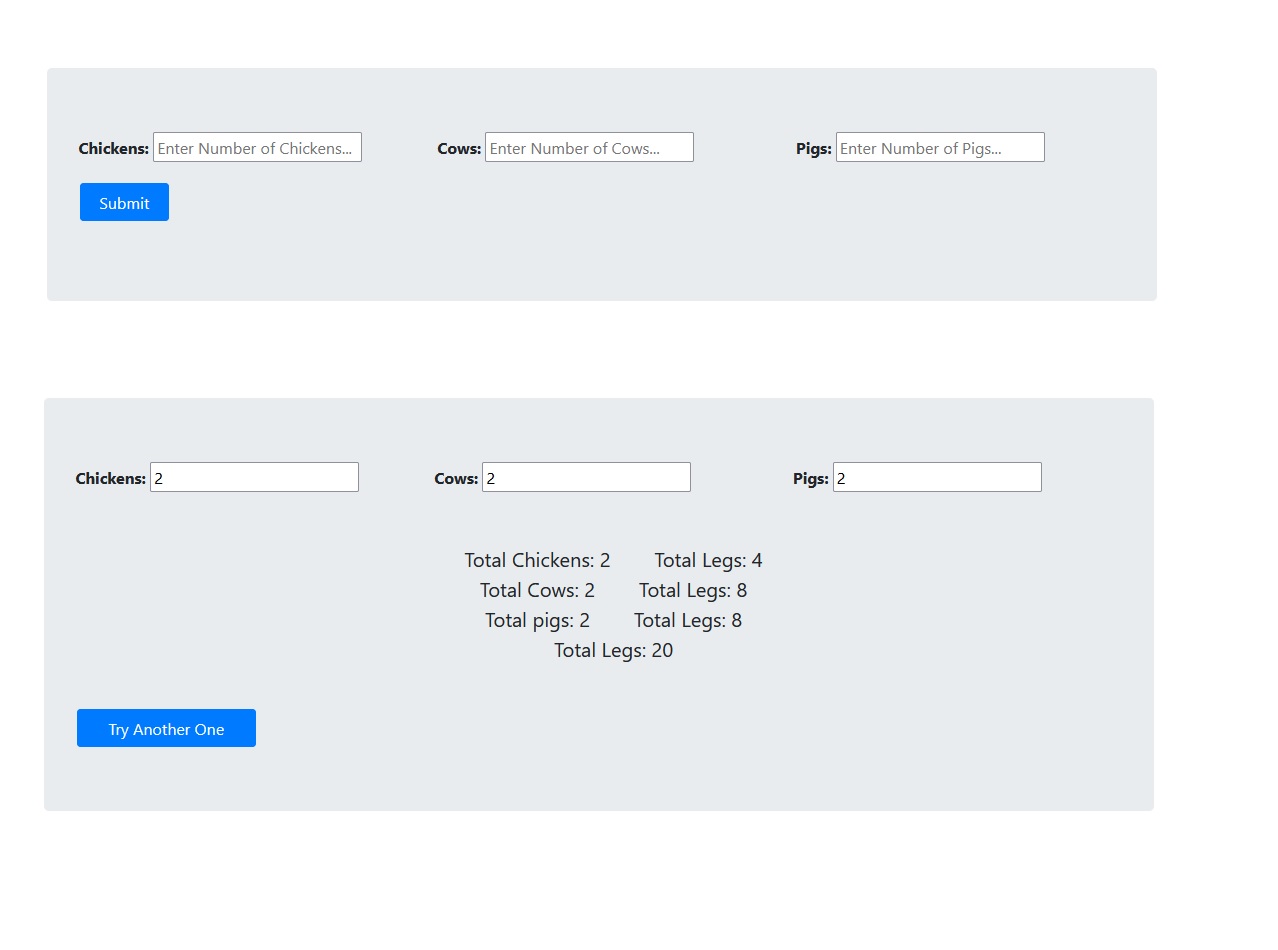 Chickens: Enter Number of Chickens... Cows: Enter Number of Cows... Pigs: Enter Number of Pigs...
Submit
Chickens: 2 Cows: 2 Pigs: 2
Total Chickens: 2 Total Legs: 4
Total Cows: 2 Total Legs: 8
Total pigs: 2 Total Legs: 8
Total Legs: 20
Try Another One